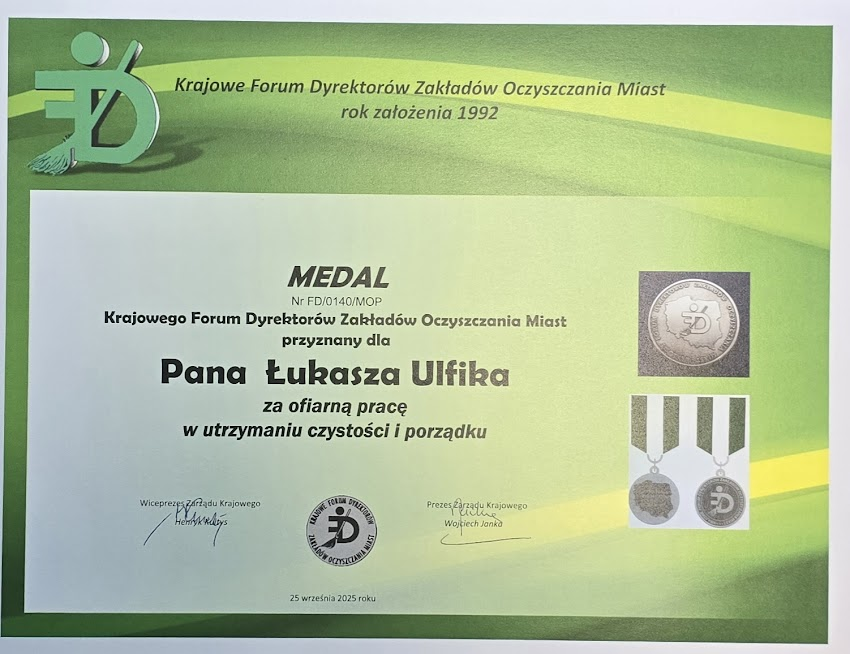 Krajowe Forum Dyrektorów Zakładów Oczyszczania Miast
rok założenia 1992
MEDAL
Nr FD/0140/MOP
Krajowego Forum Dyrektorów Zakładów Oczyszczania Miast
przyznany dla
Pana Łukasza Ulfika
za ofiarną pracę
w utrzymaniu czystości i porządku
Wiceprezes Zarządu Krajowego
Henryk
Prezes Zarządu Krajowego
Wojciech Janka
KRAJOWE FORUM DYREKTORÓW
ZAKŁADÓW OCZYSZCZANIA MIAST
25 września 2025 roku